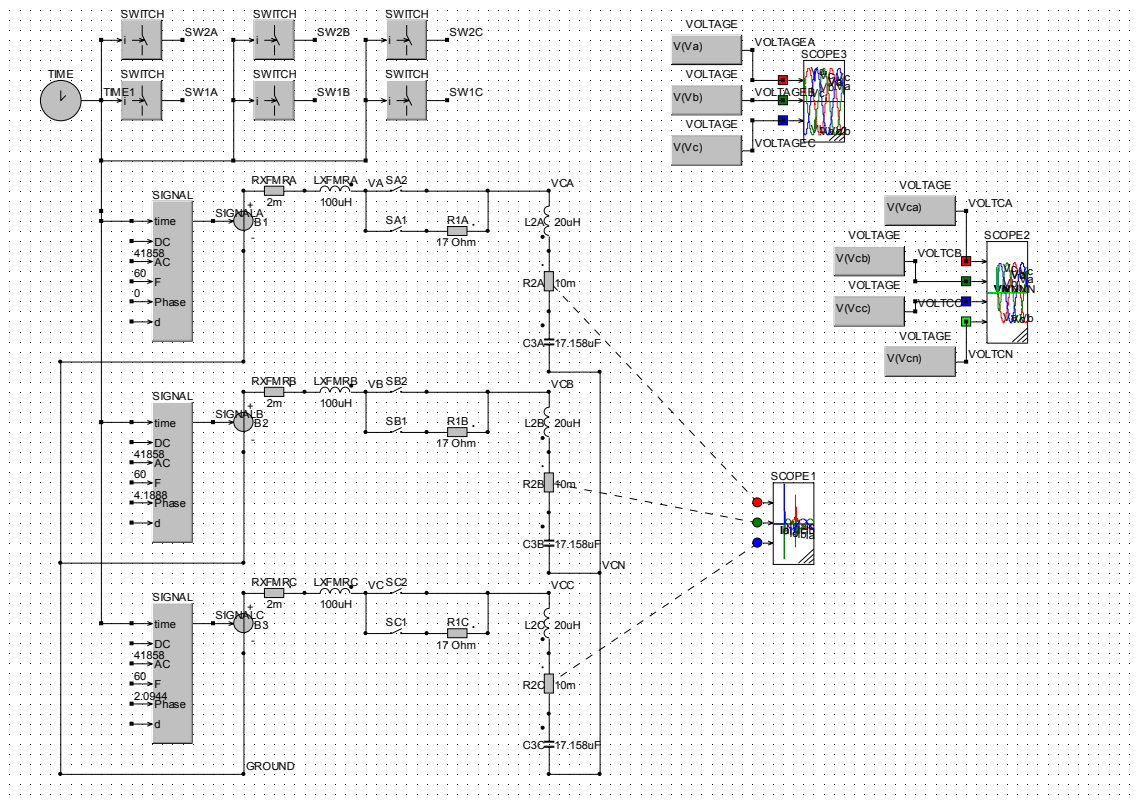 SWITCH
SWITCH
SWITCH
SW2A
SW2B
SW2C
TIME
SWITCH
SWITCH
SWITCH
TIME1
SW1A
SW1B
SW1C
VOLTAGE
V(Va)
VOLTAGEA
SCOPE3
VOLTAGE
V(Vb)
VOLTAGEB
VOLTAGE
V(Vc)
VOLTAGEC
VOLTAGE
V(Vca)
VOLTCA
VOLTAGE
V(Vcb)
VOLTCB
SCOPE2
VOLTAGE
V(Vcc)
VOLTCC
VOLTAGE
V(Vcn)
VOLTCN
SIGNAL
time
DC
41858
AC
60
F
0
Phase
d
SIGNALA
B1
RXFMRA
2m
LXFMRA
100uH
VA
SA2
SA1
R1A
17 Ohm
VCA
L2A
20uH
R2A
10m
C3A
17.158uF
SIGNAL
time
DC
41858
AC
60
F
4.1888
Phase
d
SIGNALB
B2
RXFMRB
2m
LXFMRB
100uH
VB
SB2
SB1
R1B
17 Ohm
VCB
L2B
20uH
R2B
10m
C3B
17.158uF
VCN
SCOPE1
SIGNAL
time
DC
41858
AC
60
F
2.0944
Phase
d
SIGNALC
B3
RXFMRC
2m
LXFMRC
100uH
VC
SC2
SC1
R1C
17 Ohm
VCC
L2C
20uH
R2C
10m
C3C
17.158uF
GROUND